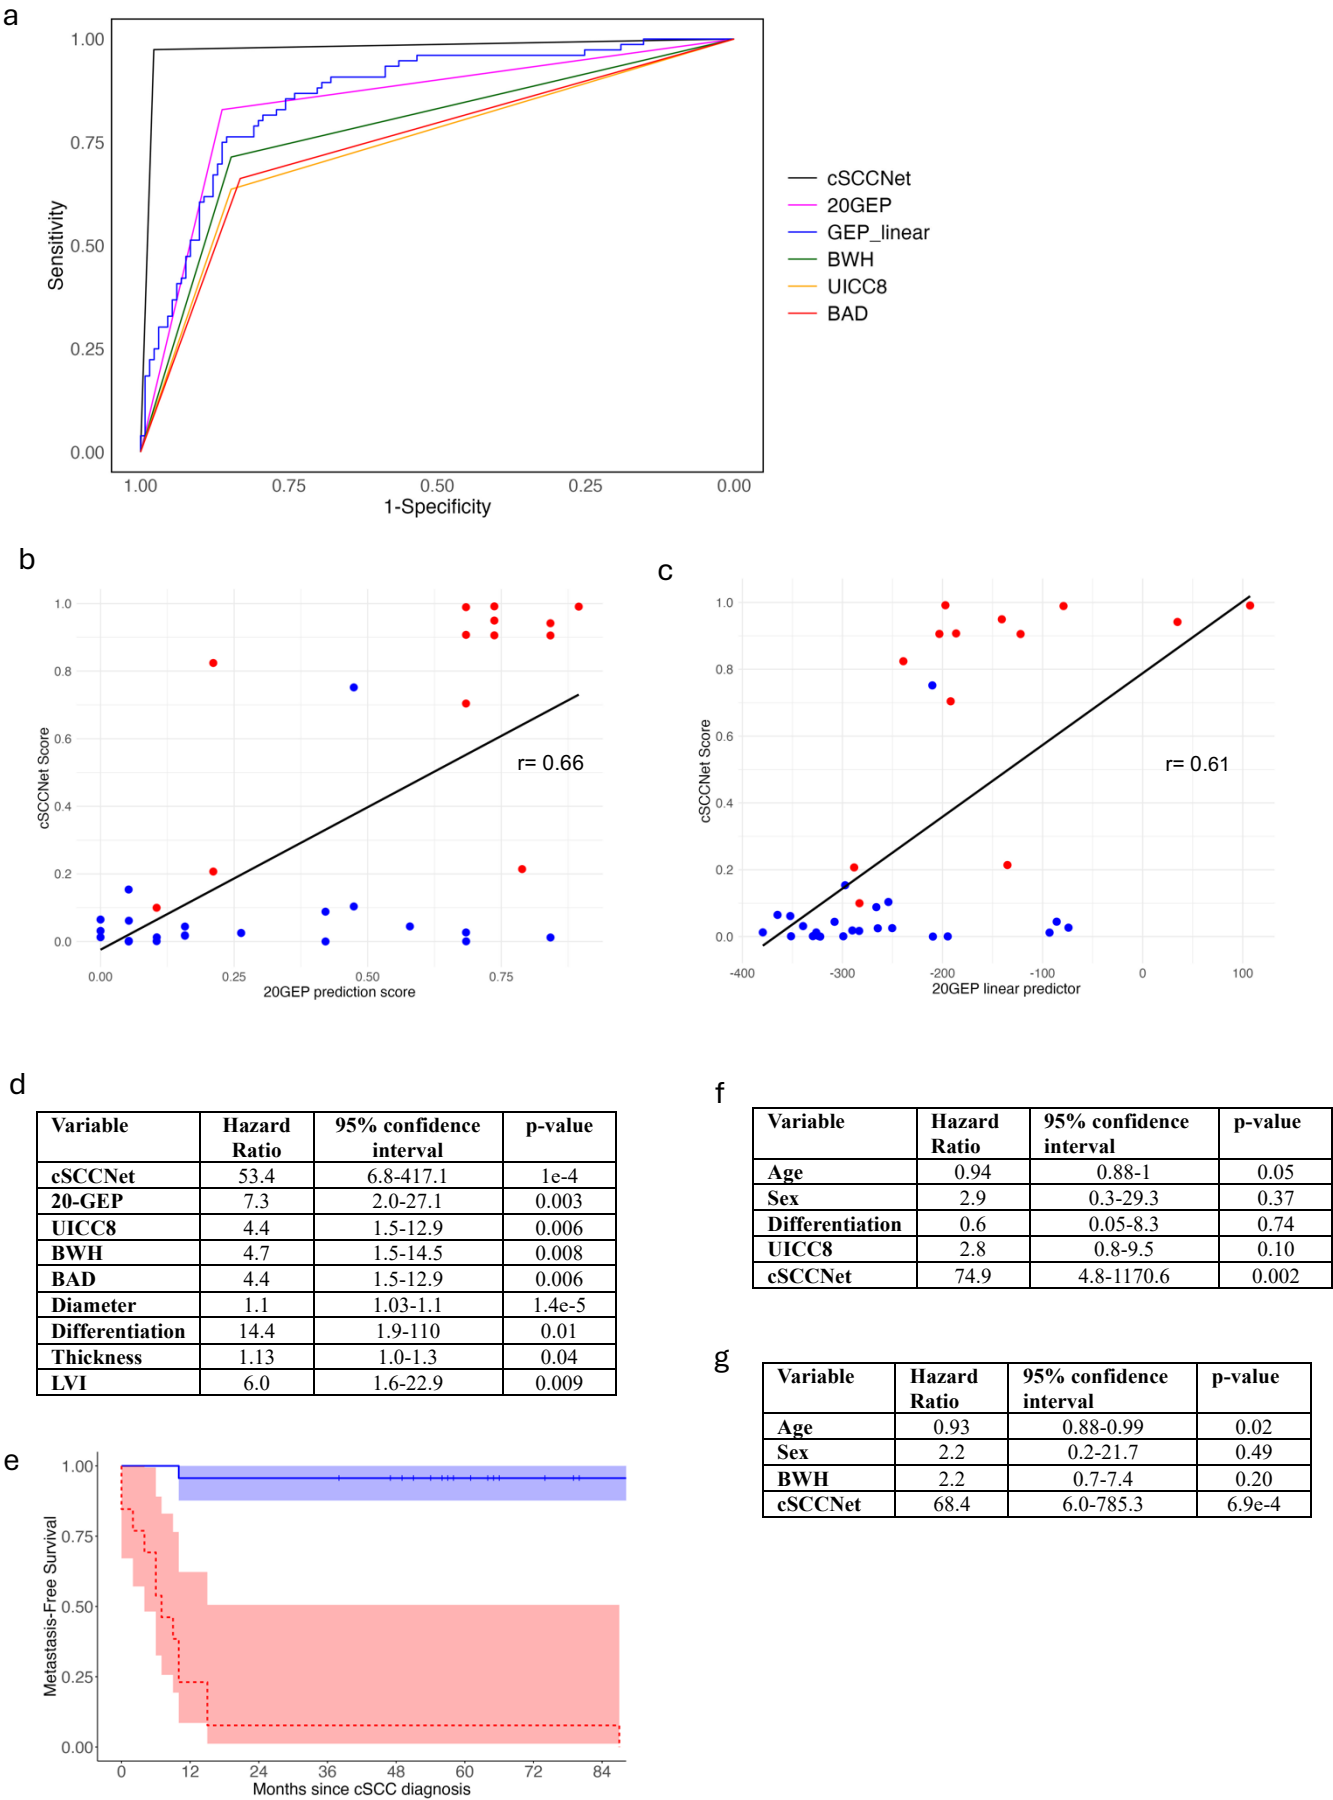 a
1.00
0.75
0.50
0.25
0.00
Sensitivity
1.00 0.75 0.50 0.25 0.00
1-Specificity
cSCCNet
20GEP
GEP_linear
BWH
UICC8
BAD
b
1.0
0.8
0.6
0.4
0.2
0.0
cSCCNet Score
r= 0.66
0.00 0.25 0.50 0.75
20GEP prediction score
c
1.0
0.8
0.6
0.4
0.2
0.0
cSCCNet Score
r= 0.61
-400 -300 -200 -100 0 100
20GEP linear predictor
d
Variable Hazard Ratio 95% confidence interval p-value
cSCCNet 53.4 6.8-417.1 1e-4
20-GEP 7.3 2.0-27.1 0.003
UICC8 4.4 1.5-12.9 0.006
BWH 4.7 1.5-14.5 0.008
BAD 4.4 1.5-12.9 0.006
Diameter 1.1 1.03-1.1 1.4e-5
Differentiation 14.4 1.9-110 0.01
Thickness 1.13 1.0-1.3 0.04
LVI 6.0 1.6-22.9 0.009
e
1.00
0.75
0.50
0.25
0.00
Metastasis-Free Survival
0 12 24 36 48 60 72 84
Months since cSCC diagnosis
f
Variable Hazard Ratio 95% confidence interval p-value
Age 0.94 0.88-1 0.05
Sex 2.9 0.3-29.3 0.37
Differentiation 0.6 0.05-8.3 0.74
UICC8 2.8 0.8-9.5 0.10
cSCCNet 74.9 4.8-1170.6 0.002
g
Variable Hazard Ratio 95% confidence interval p-value
Age 0.93 0.88-0.99 0.02
Sex 2.2 0.2-21.7 0.49
BWH 2.2 0.7-7.4 0.20
cSCCNet 68.4 6.0-785.3 6.9e-4